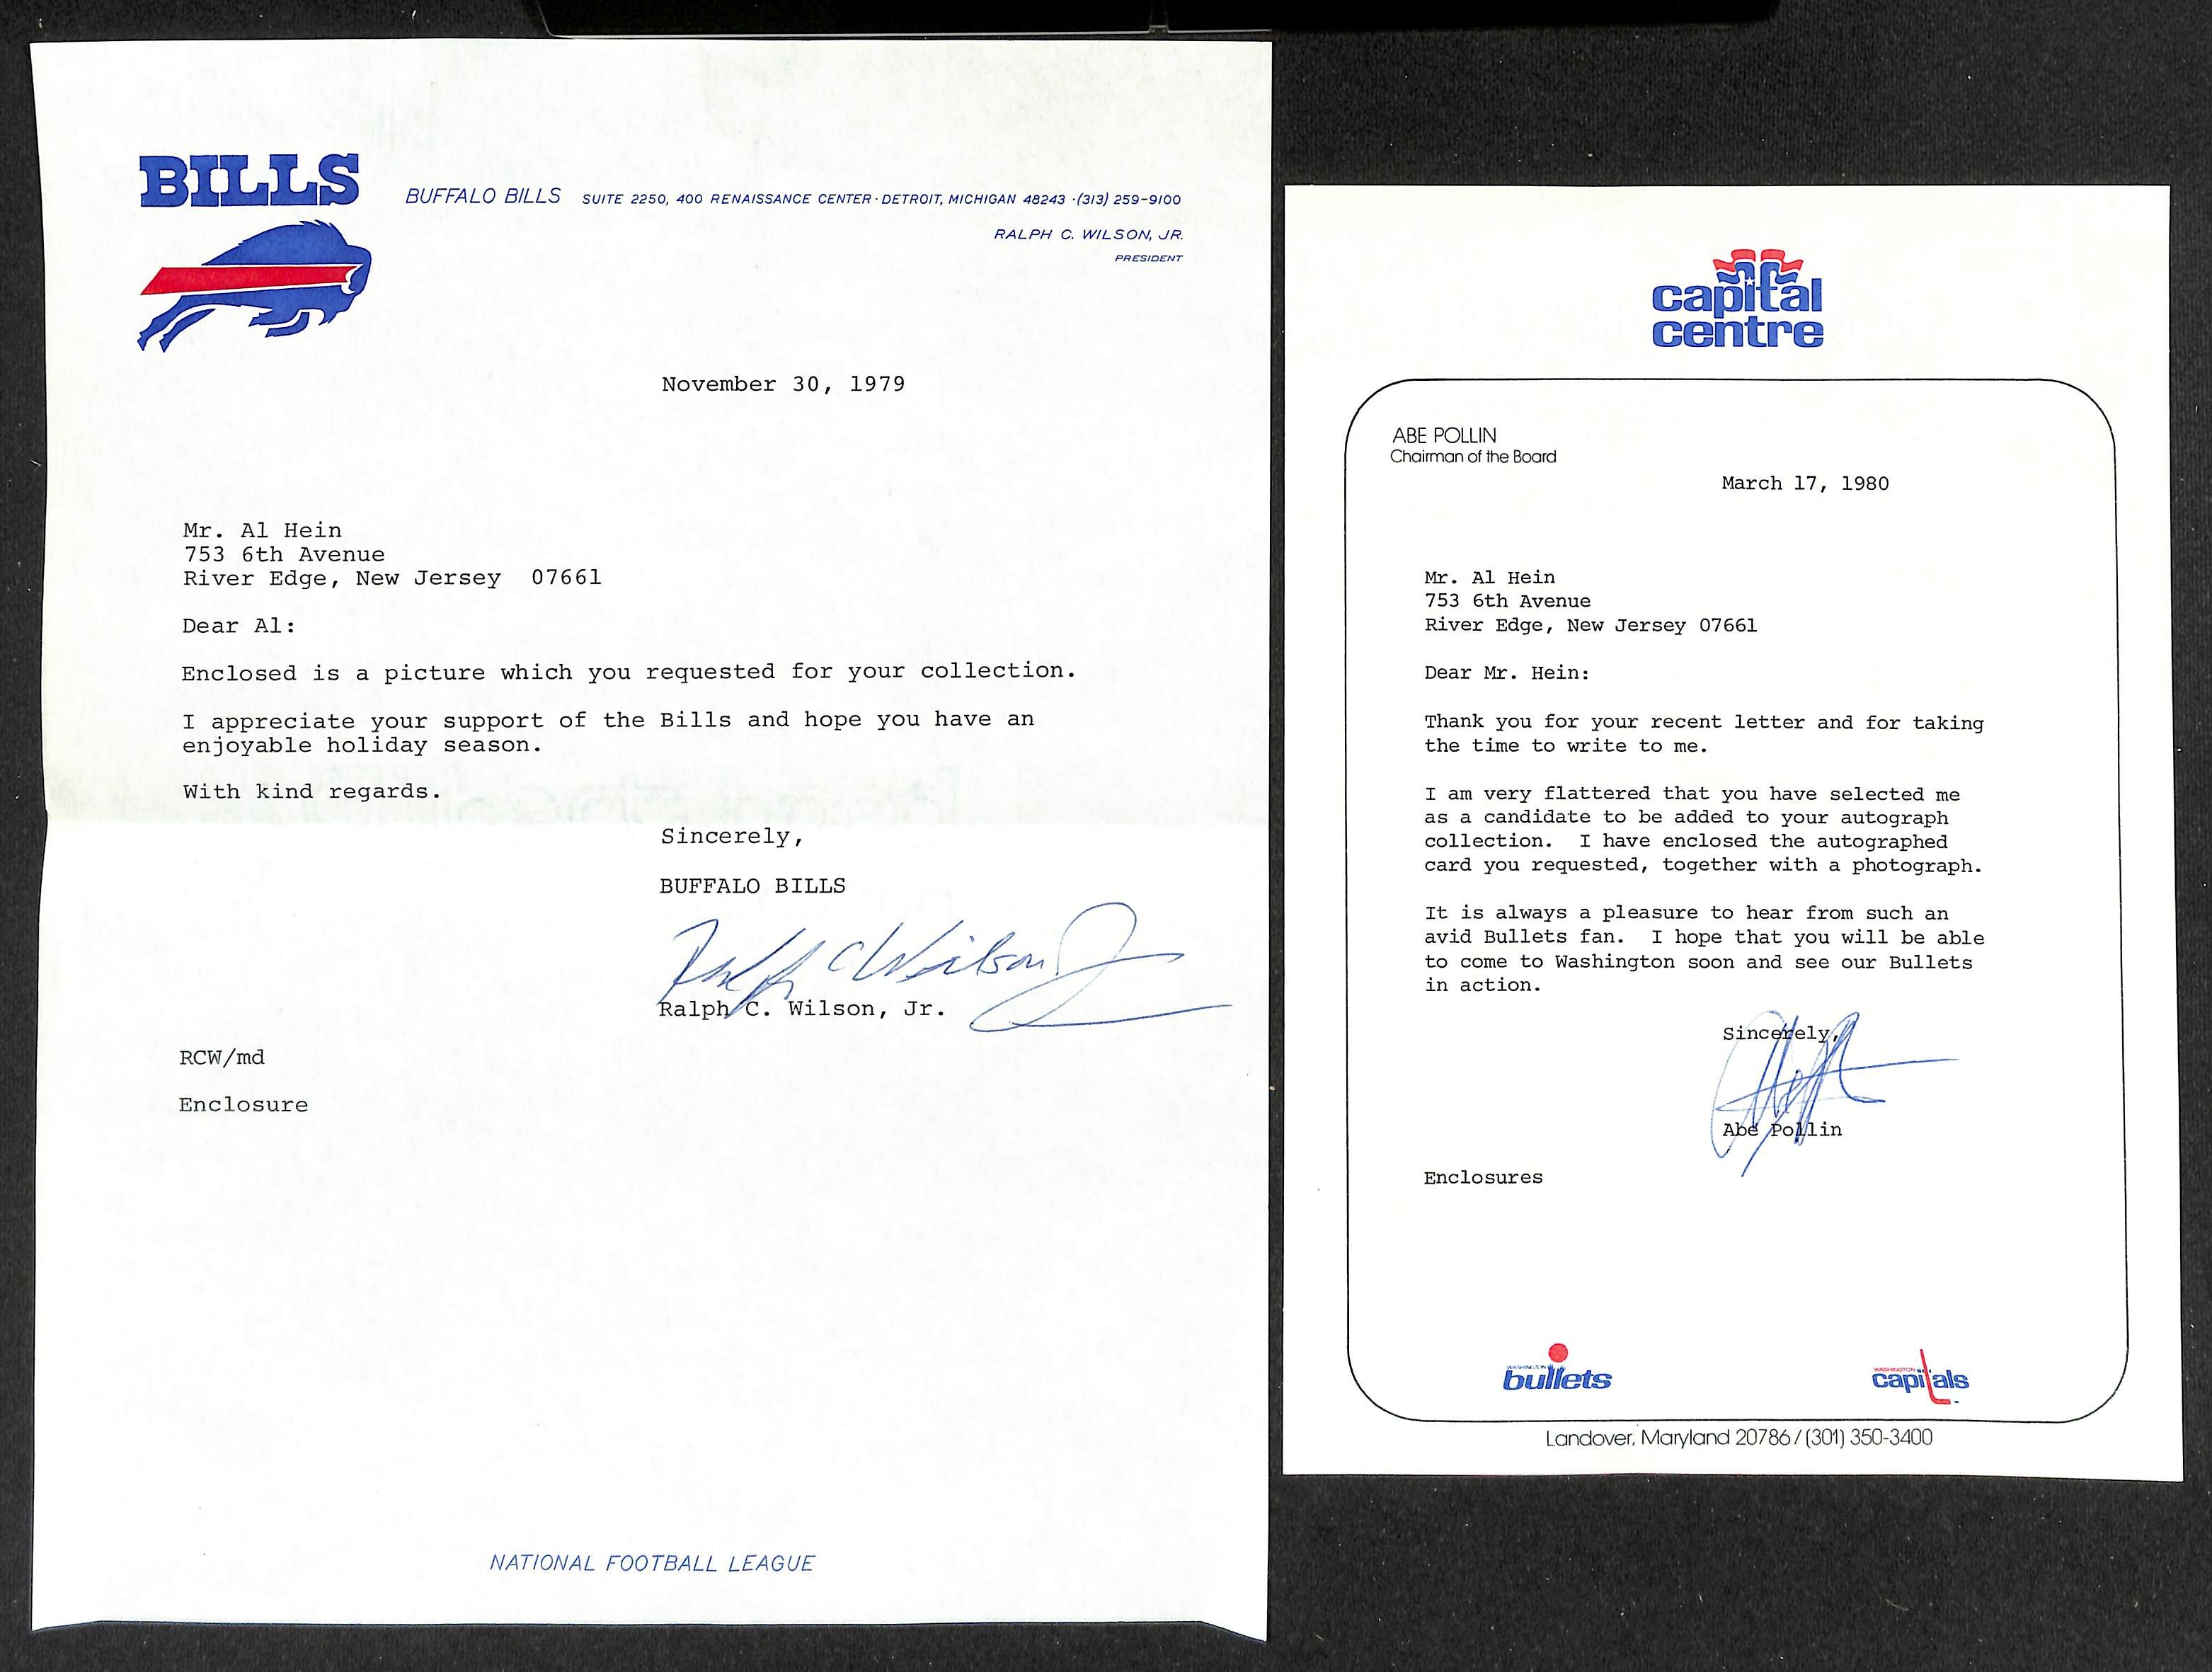 BILLS
BUFFALO BILLS SUITE 2250, 400 RENAISSANCE CENTER · DETROIT, MICHIGAN 48243 · (313) 259-9100
RALPH C. WILSON, JR.
PRESIDENT
November 30, 1979
Mr. Al Hein
753 6th Avenue
River Edge, New Jersey 07661
Dear Al:
Enclosed is a picture which you requested for your collection.
I appreciate your support of the Bills and hope you have an
enjoyable holiday season.
With kind regards.
Sincerely,
BUFFALO BILLS
Ralph C Wilson Jr
Ralph C. Wilson, Jr.
RCW/md
Enclosure
NATIONAL FOOTBALL LEAGUE
capital
centre
ABE POLLIN
Chairman of the Board
March 17, 1980
Mr. Al Hein
753 6th Avenue
River Edge, New Jersey 07661
Dear Mr. Hein:
Thank you for your recent letter and for taking
the time to write to me.
I am very flattered that you have selected me
as a candidate to be added to your autograph
collection. I have enclosed the autographed
card you requested, together with a photograph.
It is always a pleasure to hear from such an
avid Bullets fan. I hope that you will be able
to come to Washington soon and see our Bullets
in action.
Sincerely,
Abe Pollin
Enclosures
WASHINGTON
bullets
WASHINGTON
capitals
Landover, Maryland 20786 / (301) 350-3400